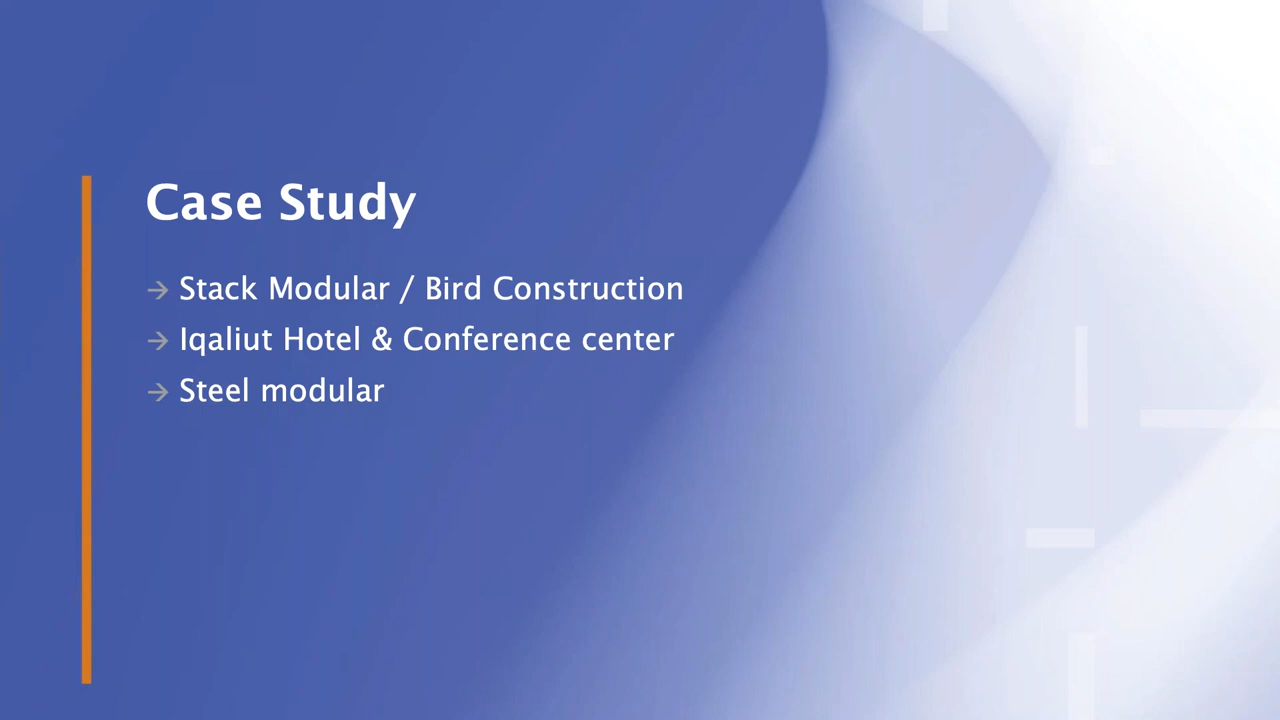 Case Study
→ Stack Modular / Bird Construction
→ Iqaliut Hotel & Conference center
→ Steel modular